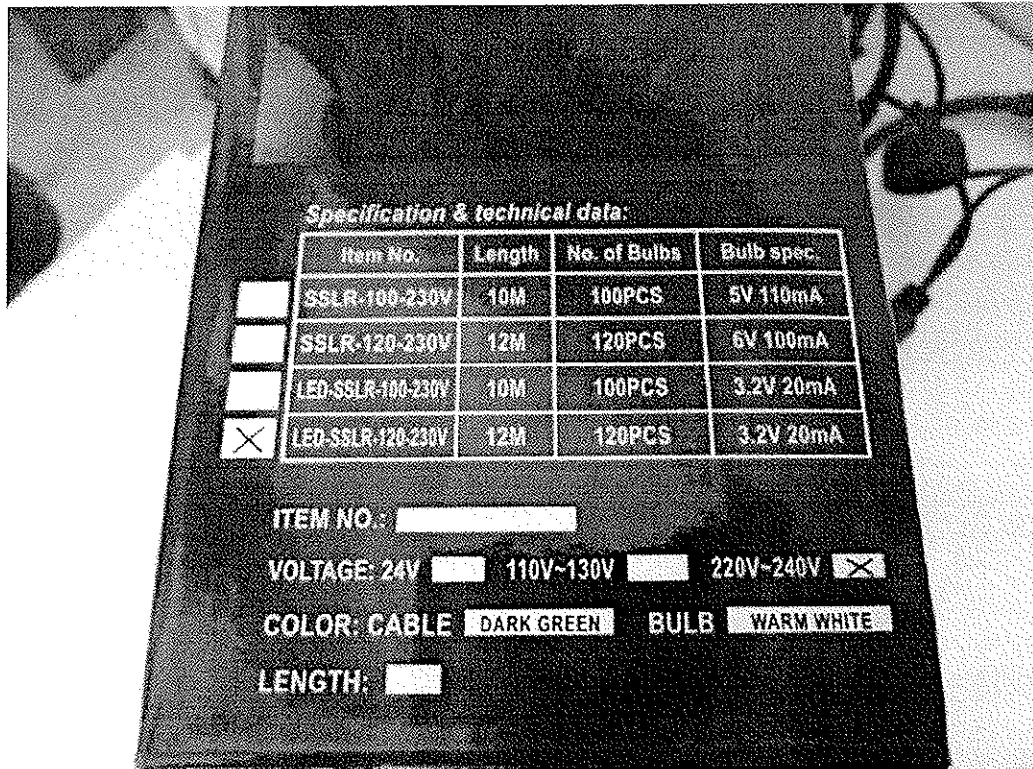 Specification & technical data:
Item No. Length No. of Bulbs Bulb spec.
SSLR-100-230V 10M 100PCS 5V 110mA
SSLR-120-230V 12M 120PCS 6V 100mA
LED-SSLR-100-230V 10M 100PCS 3.2V 20mA
LED-SSLR-120-230V 12M 120PCS 3.2V 20mA
ITEM NO.:
VOLTAGE: 24V 110V~130V 220V~240V
COLOR: CABLE DARK GREEN BULB WARM WHITE
LENGTH: